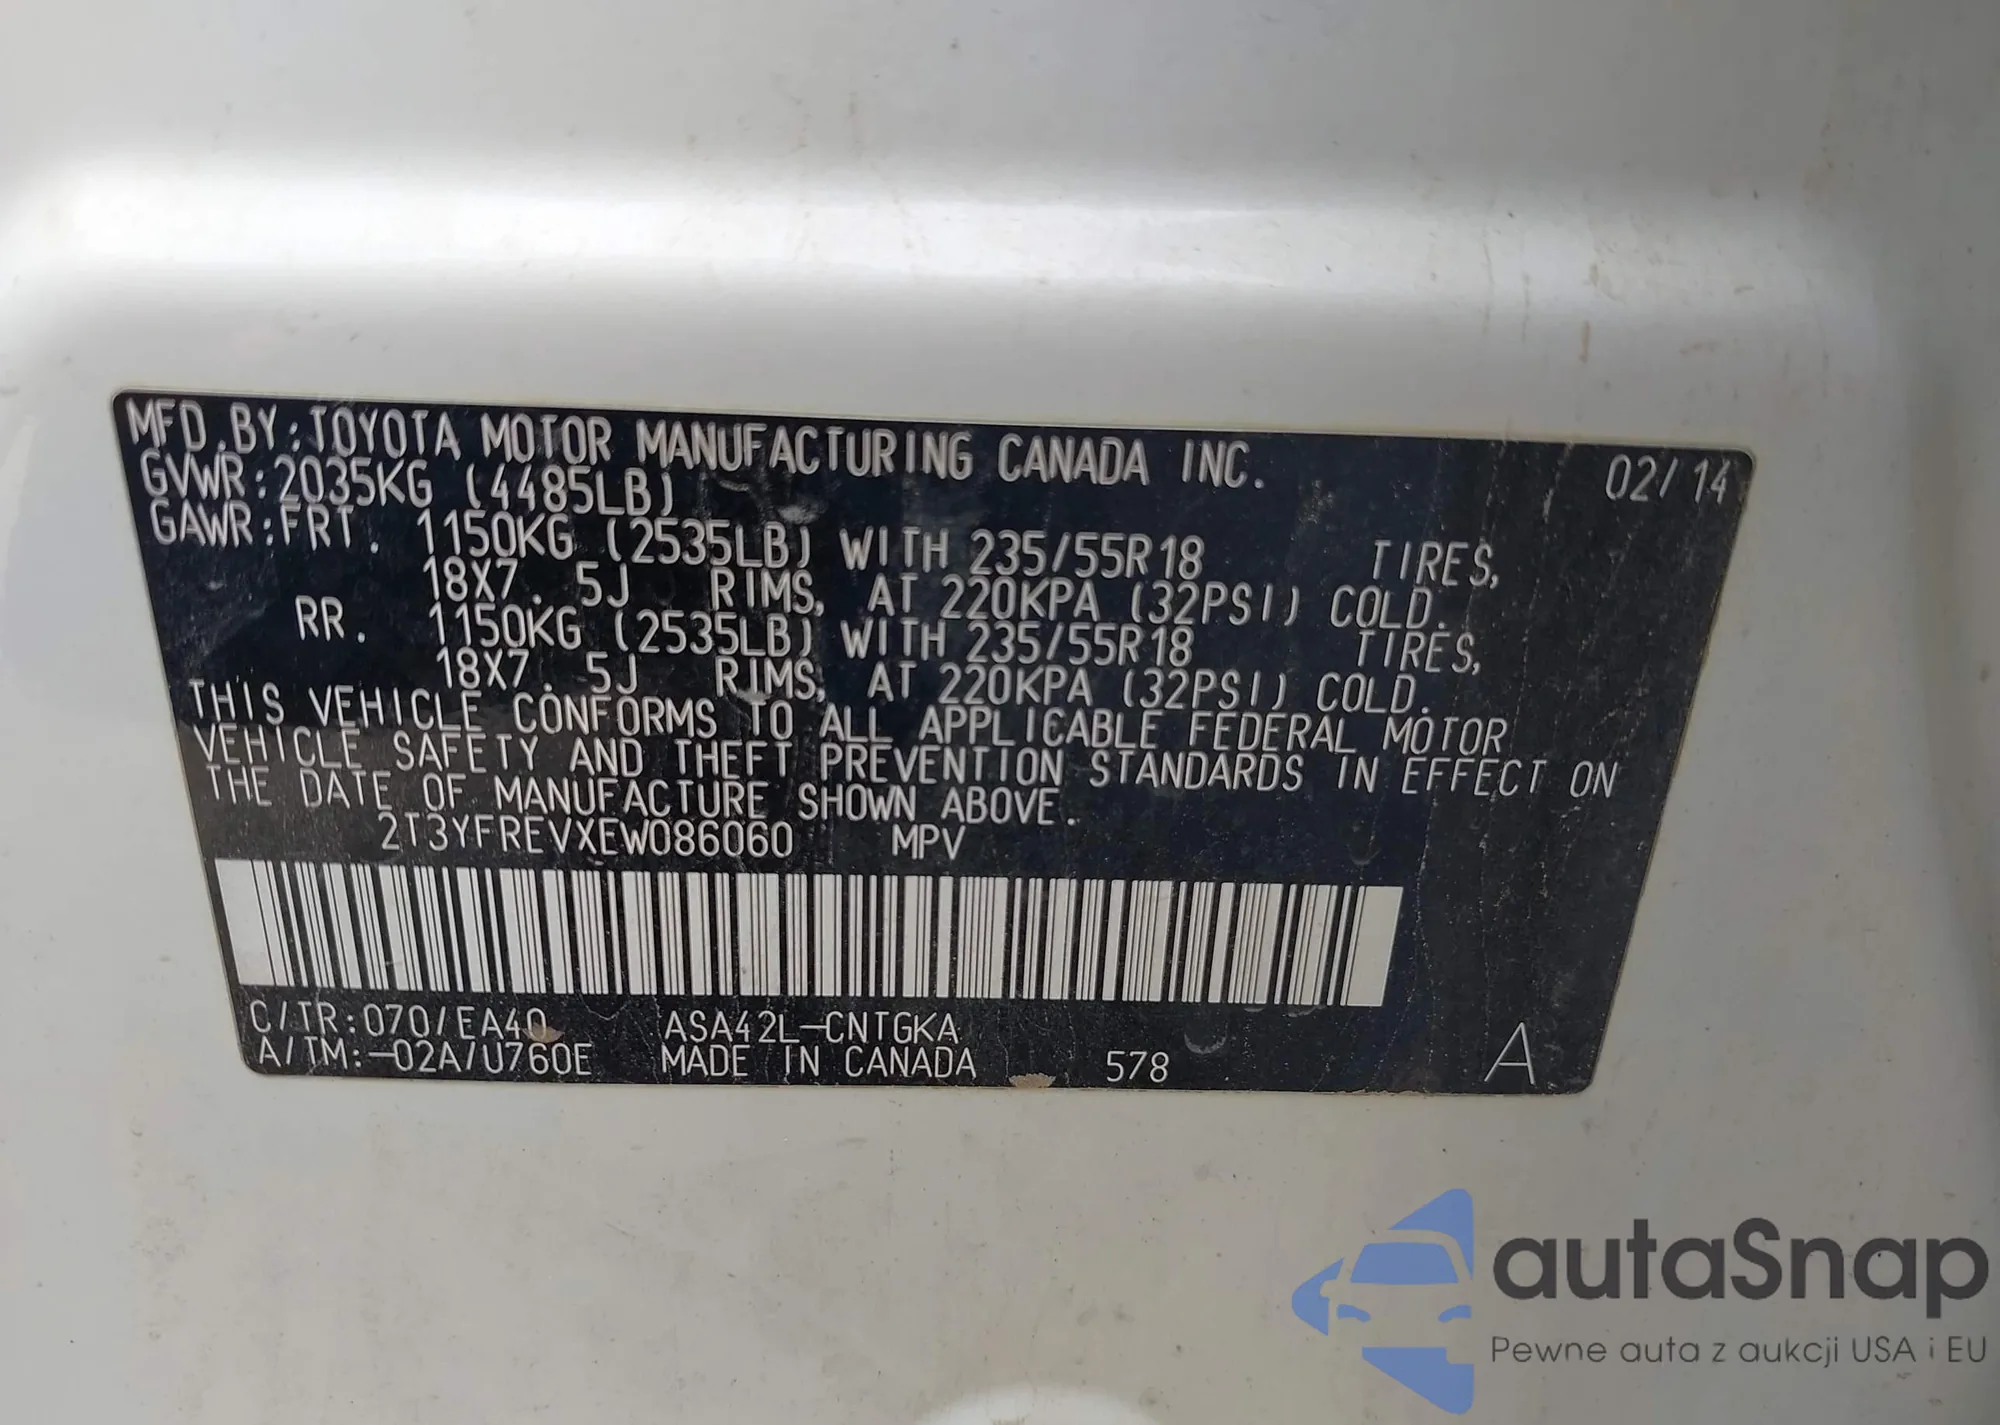 MFD.BY:TOYOTA MOTOR MANUFACTURING CANADA INC. 02/14
GVWR:2035KG (4485LB)
GAWR:FRT. 1150KG (2535LB) WITH 235/55R18 TIRES,
18X7.5J RIMS, AT 220KPA (32PSI) COLD.
RR. 1150KG (2535LB) WITH 235/55R18 TIRES,
18X7.5J RIMS, AT 220KPA (32PSI) COLD.
THIS VEHICLE CONFORMS TO ALL APPLICABLE FEDERAL MOTOR
VEHICLE SAFETY AND THEFT PREVENTION STANDARDS IN EFFECT ON
THE DATE OF MANUFACTURE SHOWN ABOVE.
2T3YFREVXEW086060 MPV
C/TR:070/EA40 ASA42L-CNTGKA
A/TM:-02A/U760E MADE IN CANADA 578 A
autaSnap
Pewne auta z aukcji USA i EU